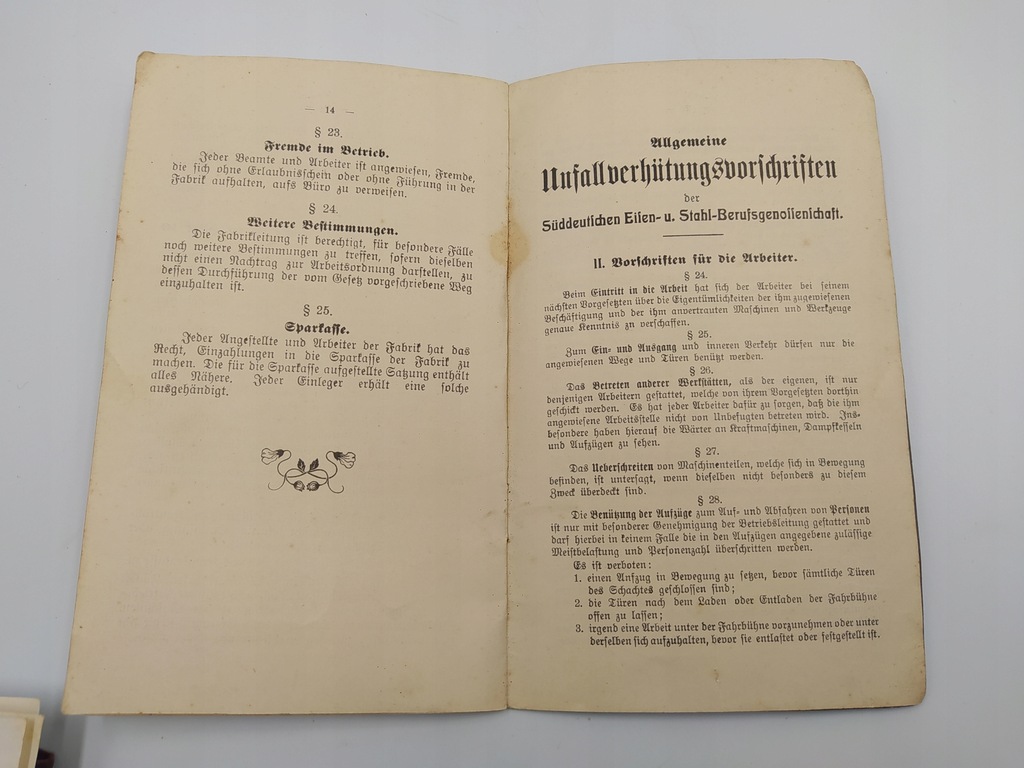 — 14 —
§ 23.
Fremde im Betrieb.
Jeder Beamte und Arbeiter ist angewiesen, Fremde,
die sich ohne Erlaubnisschein oder ohne Führung in der
Fabrik aufhalten, aufs Büro zu verweisen.
§ 24.
Weitere Bestimmungen.
Die Fabrikleitung ist berechtigt, für besondere Fälle
noch weitere Bestimmungen zu treffen, sofern dieselben
nicht einen Nachtrag zur Arbeitsordnung darstellen, zu
dessen Durchführung der vom Gesetz vorgeschriebene Weg
einzuhalten ist.
§ 25.
Sparkasse.
Jeder Angestellte und Arbeiter der Fabrik hat das
Recht, Einzahlungen in die Sparkasse der Fabrik zu
machen. Die für die Sparkasse aufgestellte Satzung enthält
alles Nähere. Jeder Einleger erhält eine solche
ausgehändigt.
Allgemeine
Unfallverhütungsvorschriften
der
Süddeutschen Eisen- u. Stahl-Berufsgenossenschaft.
II. Vorschriften für die Arbeiter.
§ 24.
Beim Eintritt in die Arbeit hat sich der Arbeiter bei seinem
nächsten Vorgesetzten über die Eigentümlichkeiten der ihm zugewiesenen
Beschäftigung und der ihm anvertrauten Maschinen und Werkzeuge
genaue Kenntnis zu verschaffen.
§ 25.
Zum Ein- und Ausgang und inneren Verkehr dürfen nur die
angewiesenen Wege und Türen benützt werden.
§ 26.
Das Betreten anderer Werkstätten, als der eigenen, ist nur
denjenigen Arbeitern gestattet, welche von ihrem Vorgesetzten dorthin
geschickt werden. Es hat jeder Arbeiter dafür zu sorgen, daß die ihm
angewiesene Arbeitsstelle nicht von Unbefugten betreten wird. Ins-
besondere haben hierauf die Wärter an Kraftmaschinen, Dampfkesseln
und Aufzügen zu sehen.
§ 27.
Das Ueberschreiten von Maschinenteilen, welche sich in Bewegung
befinden, ist untersagt, wenn dieselben nicht besonders zu diesem
Zweck überdeckt sind.
§ 28.
Die Benützung der Aufzüge zum Auf- und Abfahren von Personen
ist nur mit besonderer Genehmigung der Betriebsleitung gestattet und
darf hierbei in keinem Falle die in den Aufzügen angegebene zulässige
Meistbelastung und Personenzahl überschritten werden.
Es ist verboten:
1. einen Aufzug in Bewegung zu setzen, bevor sämtliche Türen
des Schachtes geschlossen sind;
2. die Türen nach dem Laden oder Entladen der Fahrbühne
offen zu lassen;
3. irgend eine Arbeit unter der Fahrbühne vorzunehmen oder unter
derselben sich aufzuhalten, bevor sie entlastet oder festgestellt ist.